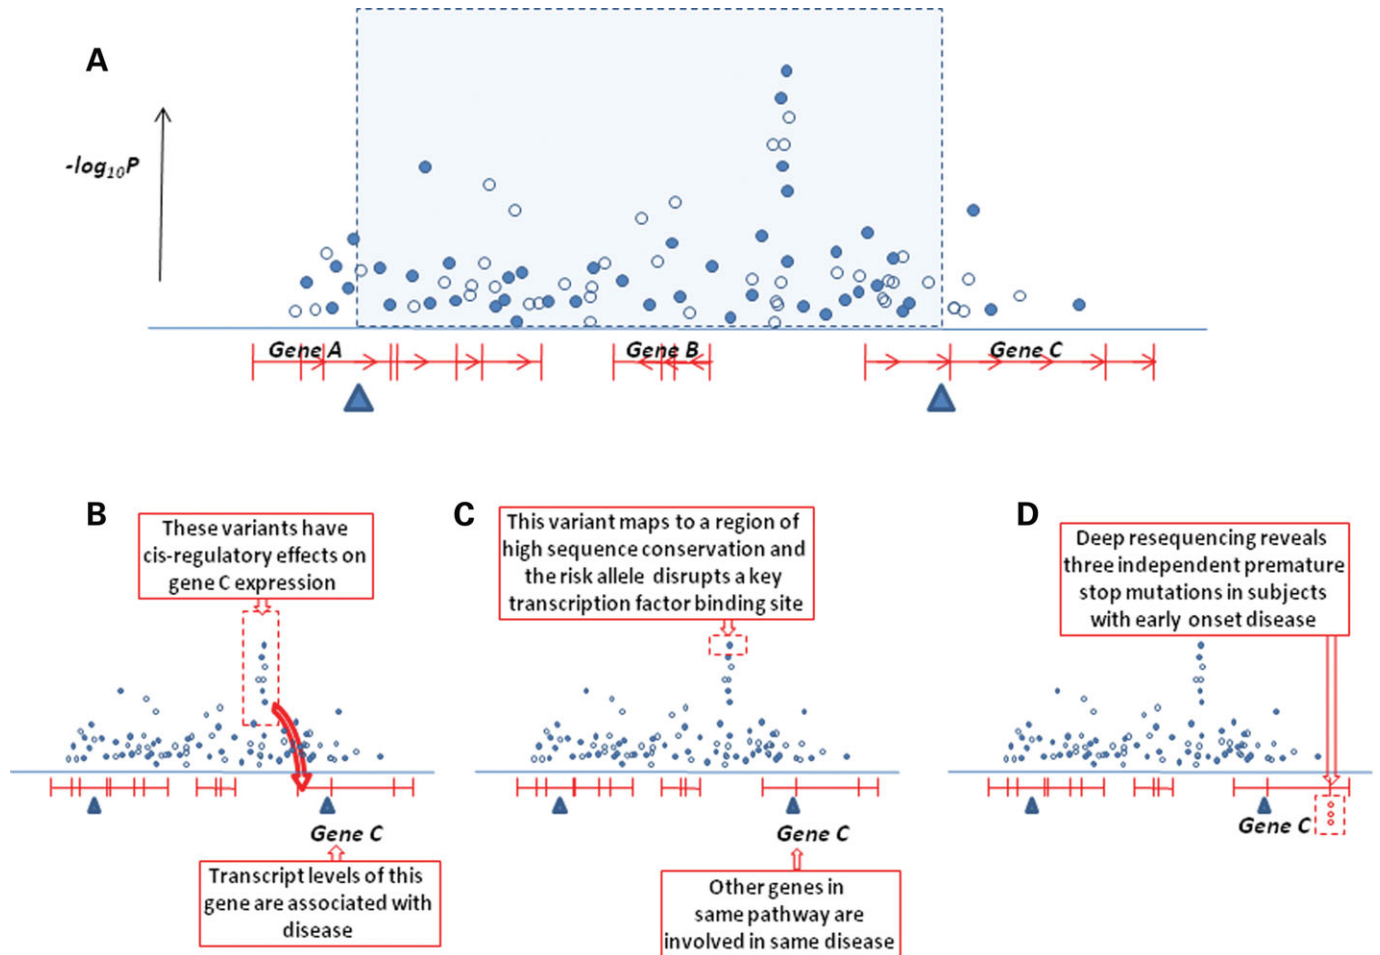 A
-log10P
Gene A
Gene B
Gene C
B
These variants have
cis-regulatory effects on
gene C expression
Gene C
Transcript levels of this
gene are associated with
disease
C
This variant maps to a region of
high sequence conservation and
the risk allele disrupts a key
transcription factor binding site
Gene C
Other genes in
same pathway are
involved in same disease
D
Deep resequencing reveals
three independent premature
stop mutations in subjects
with early onset disease
Gene C